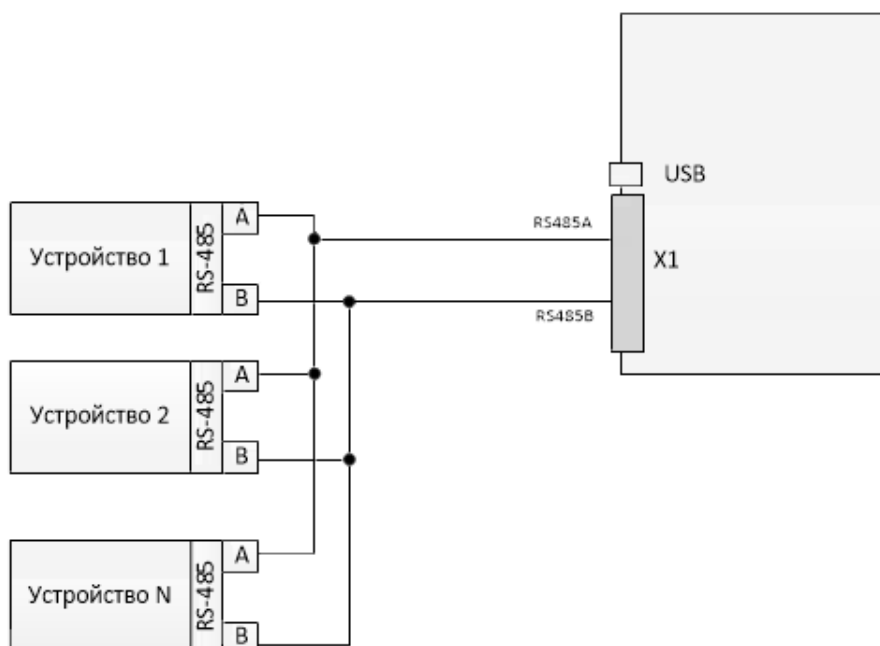 USB
A
RS485A
Устройство 1
RS-485
X1
B
RS485B
A
Устройство 2
RS-485
B
A
Устройство N
RS-485
B